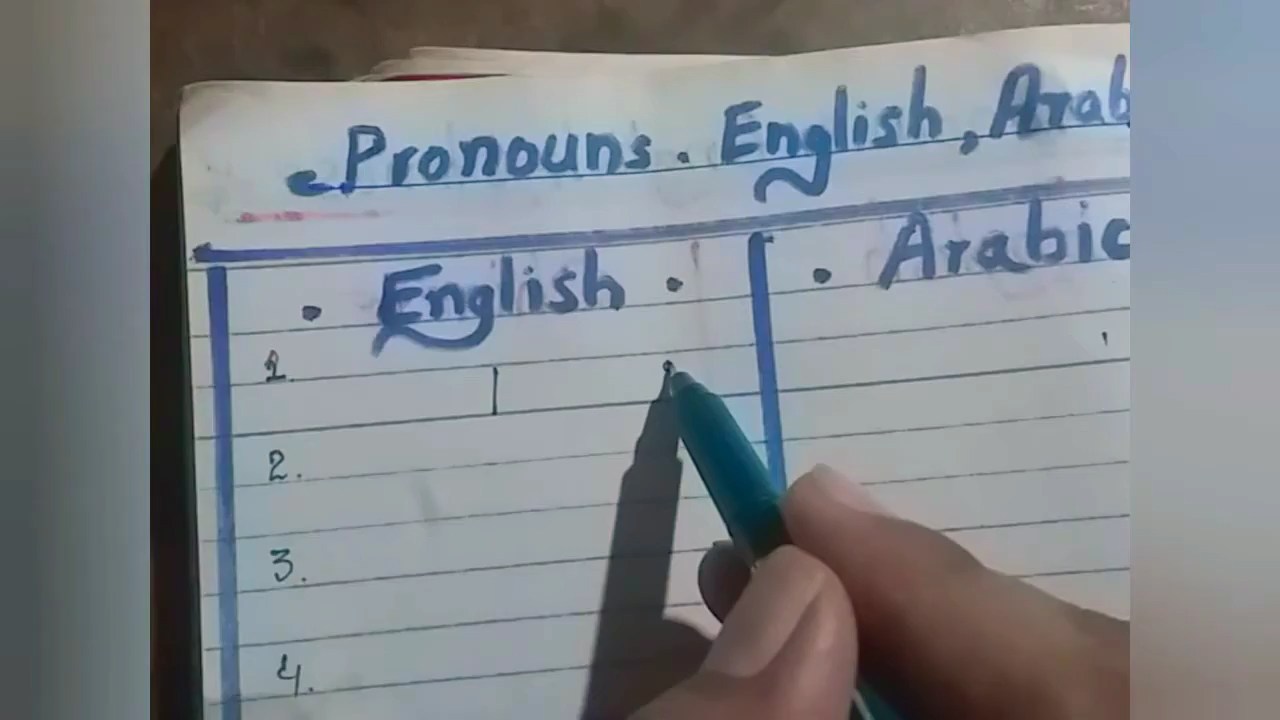 Pronouns. English, Arab
. English .
. Arabic
1. |
2.
3.
4.